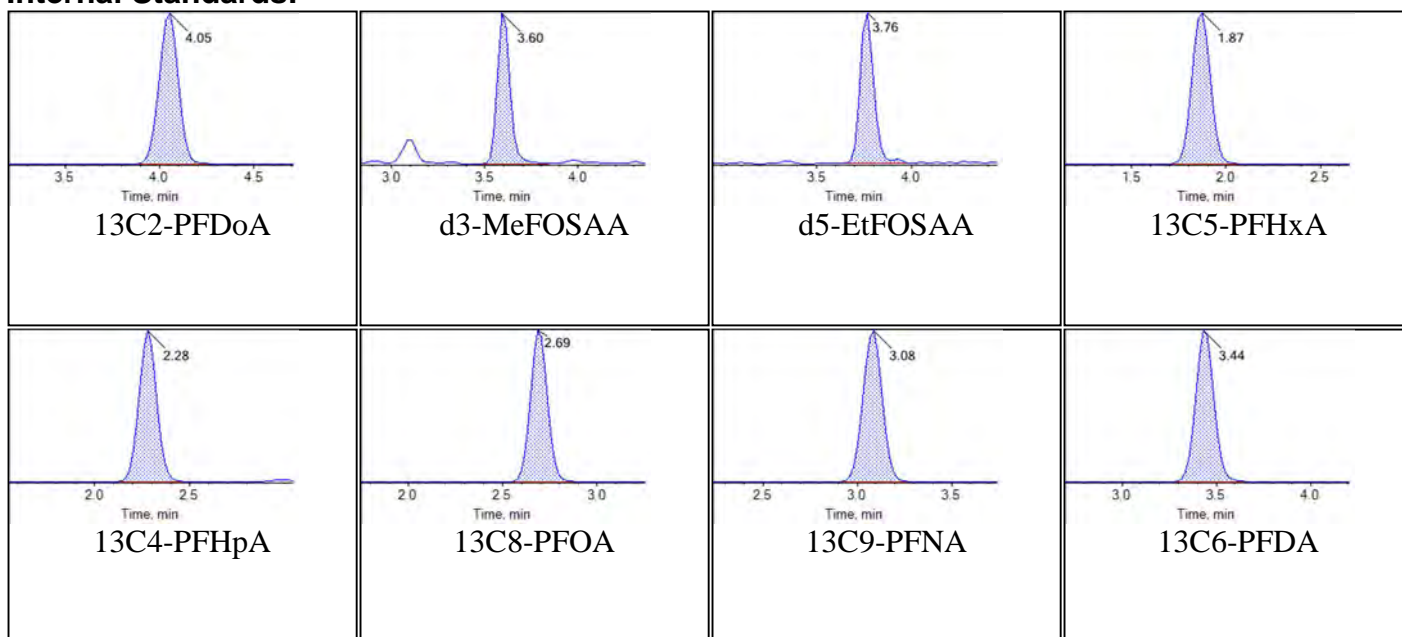 Internal Standards:
4.05
3.5 4.0 4.5
Time, min
13C2-PFDoA
3.60
3.0 3.5 4.0
Time, min
d3-MeFOSAA
3.76
3.5 4.0
Time, min
d5-EtFOSAA
1.87
1.5 2.0 2.5
Time, min
13C5-PFHxA
2.28
2.0 2.5
Time, min
13C4-PFHpA
2.69
2.0 2.5 3.0
Time, min
13C8-PFOA
3.08
2.5 3.0 3.5
Time, min
13C9-PFNA
3.44
3.0 3.5 4.0
Time, min
13C6-PFDA